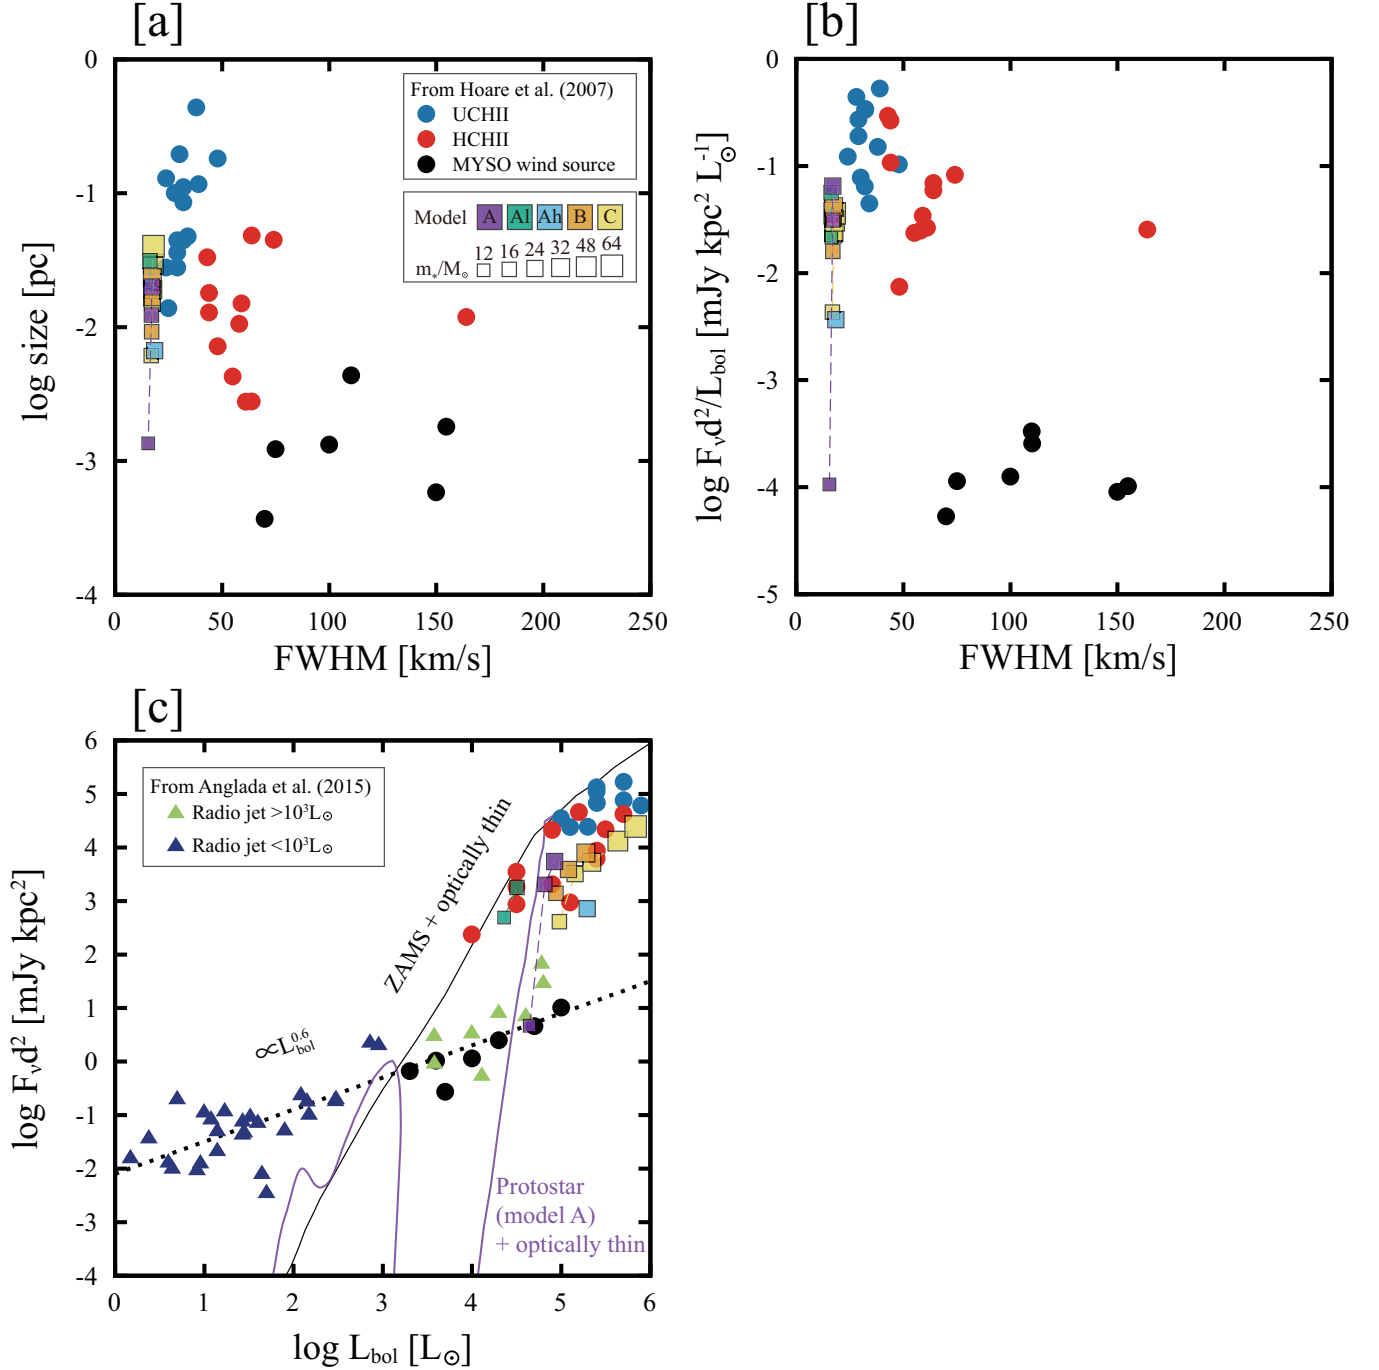 [a]
0
-1
-2
-3
-4
log size [pc]
0 50 100 150 200 250
FWHM [km/s]
From Hoare et al. (2007)
UCHII
HCHII
MYSO wind source
Model A Al Ah B C
12 16 24 32 48 64
m*/M⊙
[b]
0
-1
-2
-3
-4
-5
log Fνd²/Lbol [mJy kpc² L⊙⁻¹]
0 50 100 150 200 250
FWHM [km/s]
[c]
6
5
4
3
2
1
0
-1
-2
-3
-4
log Fνd² [mJy kpc²]
From Anglada et al. (2015)
Radio jet >10³L⊙
Radio jet <10³L⊙
ZAMS + optically thin
∝Lbol^0.6
Protostar
(model A)
+ optically thin
0 1 2 3 4 5 6
log Lbol [L⊙]